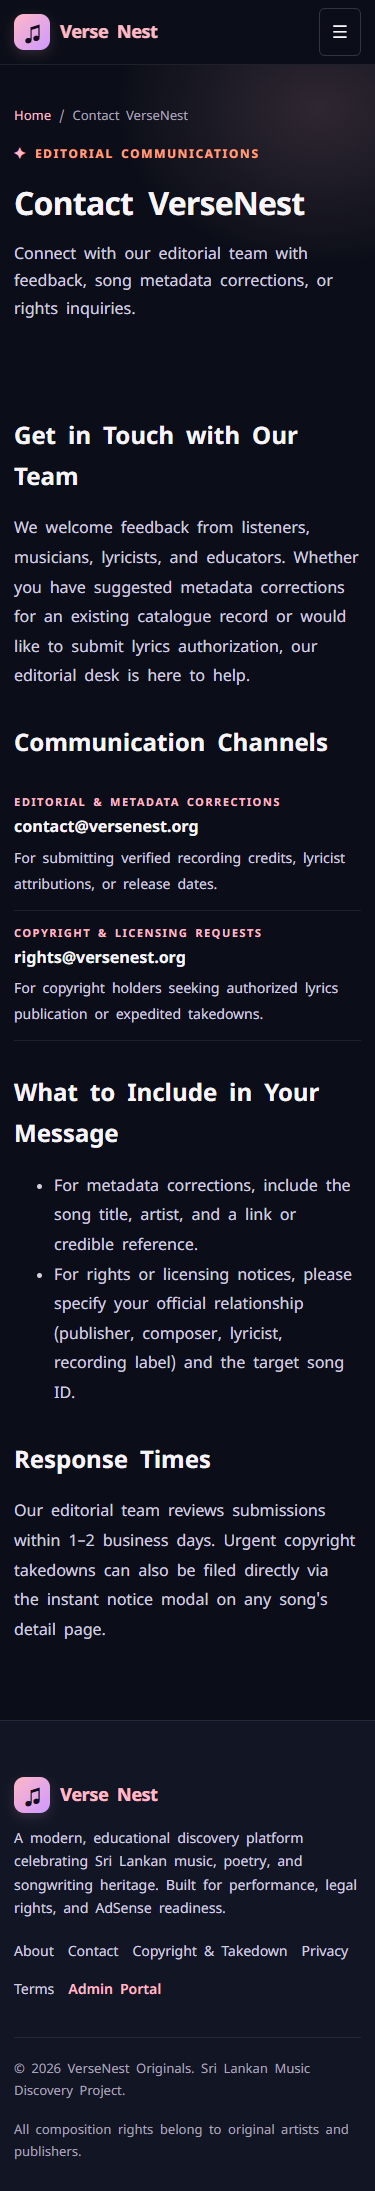 Verse Nest
Home / Contact VerseNest
✦ EDITORIAL COMMUNICATIONS
Contact VerseNest
Connect with our editorial team with
feedback, song metadata corrections, or
rights inquiries.
Get in Touch with Our
Team
We welcome feedback from listeners,
musicians, lyricists, and educators. Whether
you have suggested metadata corrections
for an existing catalogue record or would
like to submit lyrics authorization, our
editorial desk is here to help.
Communication Channels
EDITORIAL & METADATA CORRECTIONS
contact@versenest.org
For submitting verified recording credits, lyricist
attributions, or release dates.
COPYRIGHT & LICENSING REQUESTS
rights@versenest.org
For copyright holders seeking authorized lyrics
publication or expedited takedowns.
What to Include in Your
Message
• For metadata corrections, include the
song title, artist, and a link or
credible reference.
• For rights or licensing notices, please
specify your official relationship
(publisher, composer, lyricist,
recording label) and the target song
ID.
Response Times
Our editorial team reviews submissions
within 1–2 business days. Urgent copyright
takedowns can also be filed directly via
the instant notice modal on any song's
detail page.
Verse Nest
A modern, educational discovery platform
celebrating Sri Lankan music, poetry, and
songwriting heritage. Built for performance, legal
rights, and AdSense readiness.
About Contact Copyright & Takedown Privacy
Terms Admin Portal
© 2026 VerseNest Originals. Sri Lankan Music
Discovery Project.
All composition rights belong to original artists and
publishers.